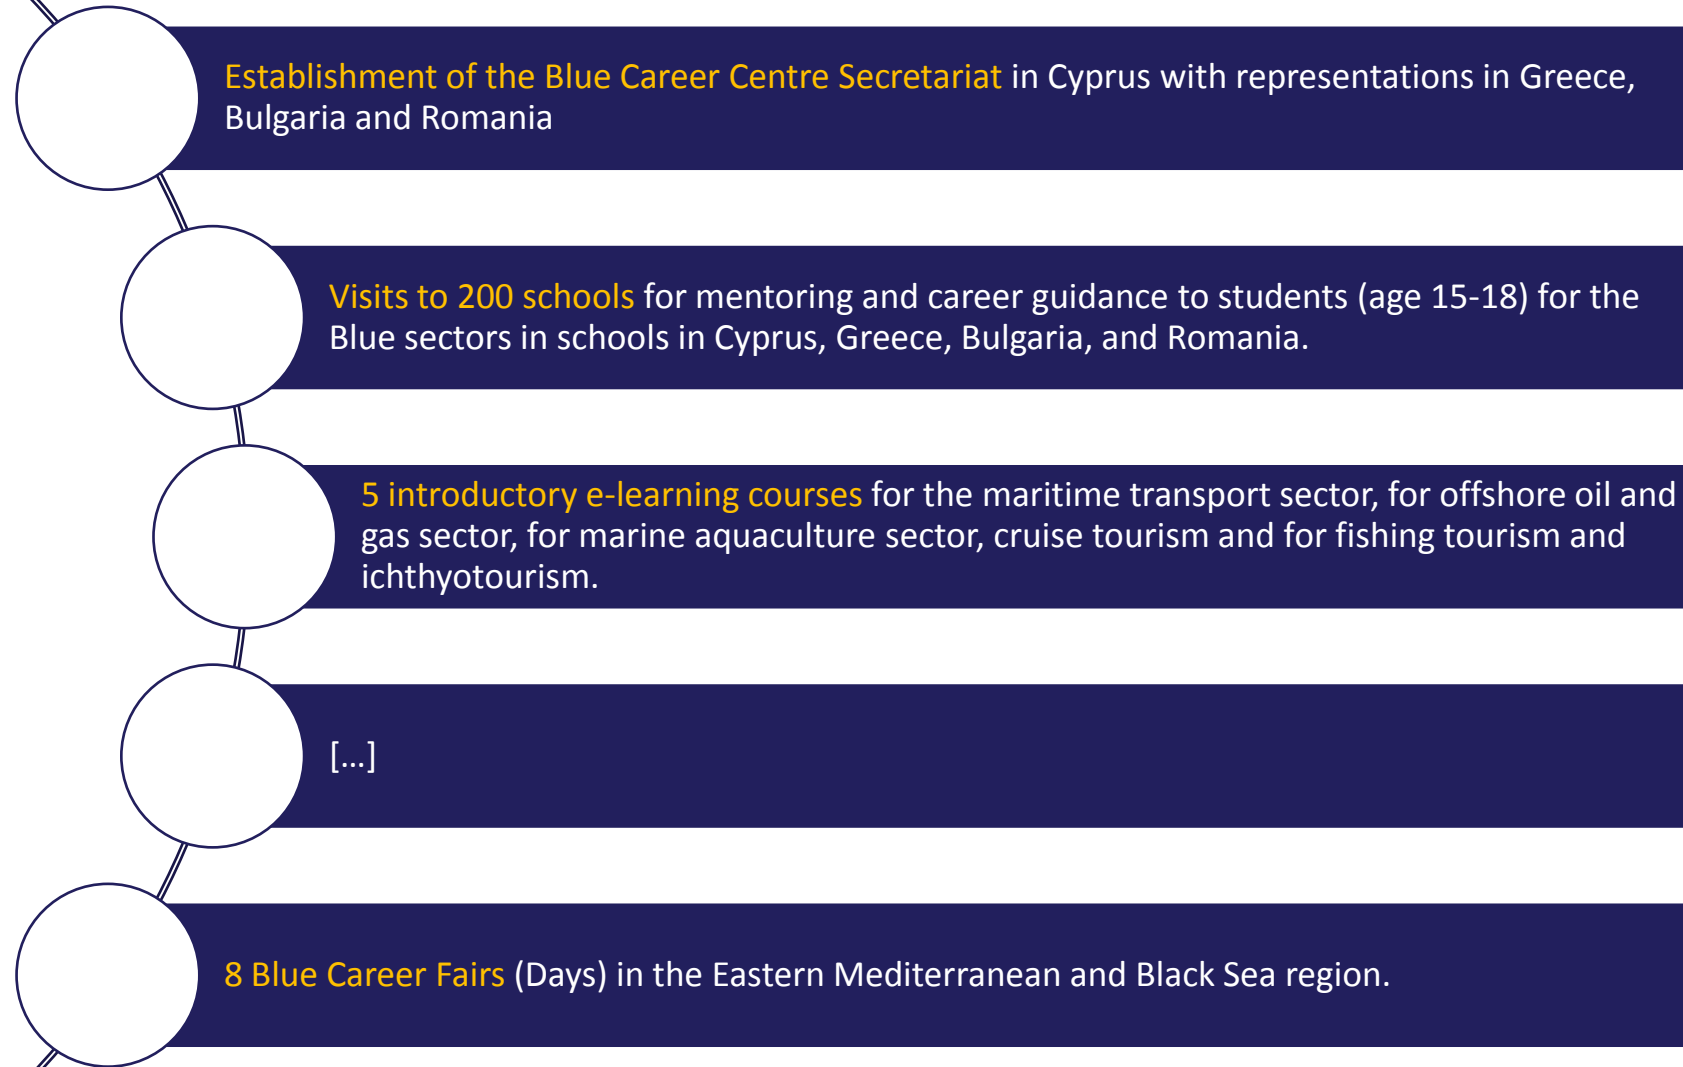 Establishment of the Blue Career Centre Secretariat in Cyprus with representations in Greece,
Bulgaria and Romania
Visits to 200 schools for mentoring and career guidance to students (age 15-18) for the
Blue sectors in schools in Cyprus, Greece, Bulgaria, and Romania.
5 introductory e-learning courses for the maritime transport sector, for offshore oil and
gas sector, for marine aquaculture sector, cruise tourism and for fishing tourism and
ichthyotourism.
[…]
8 Blue Career Fairs (Days) in the Eastern Mediterranean and Black Sea region.